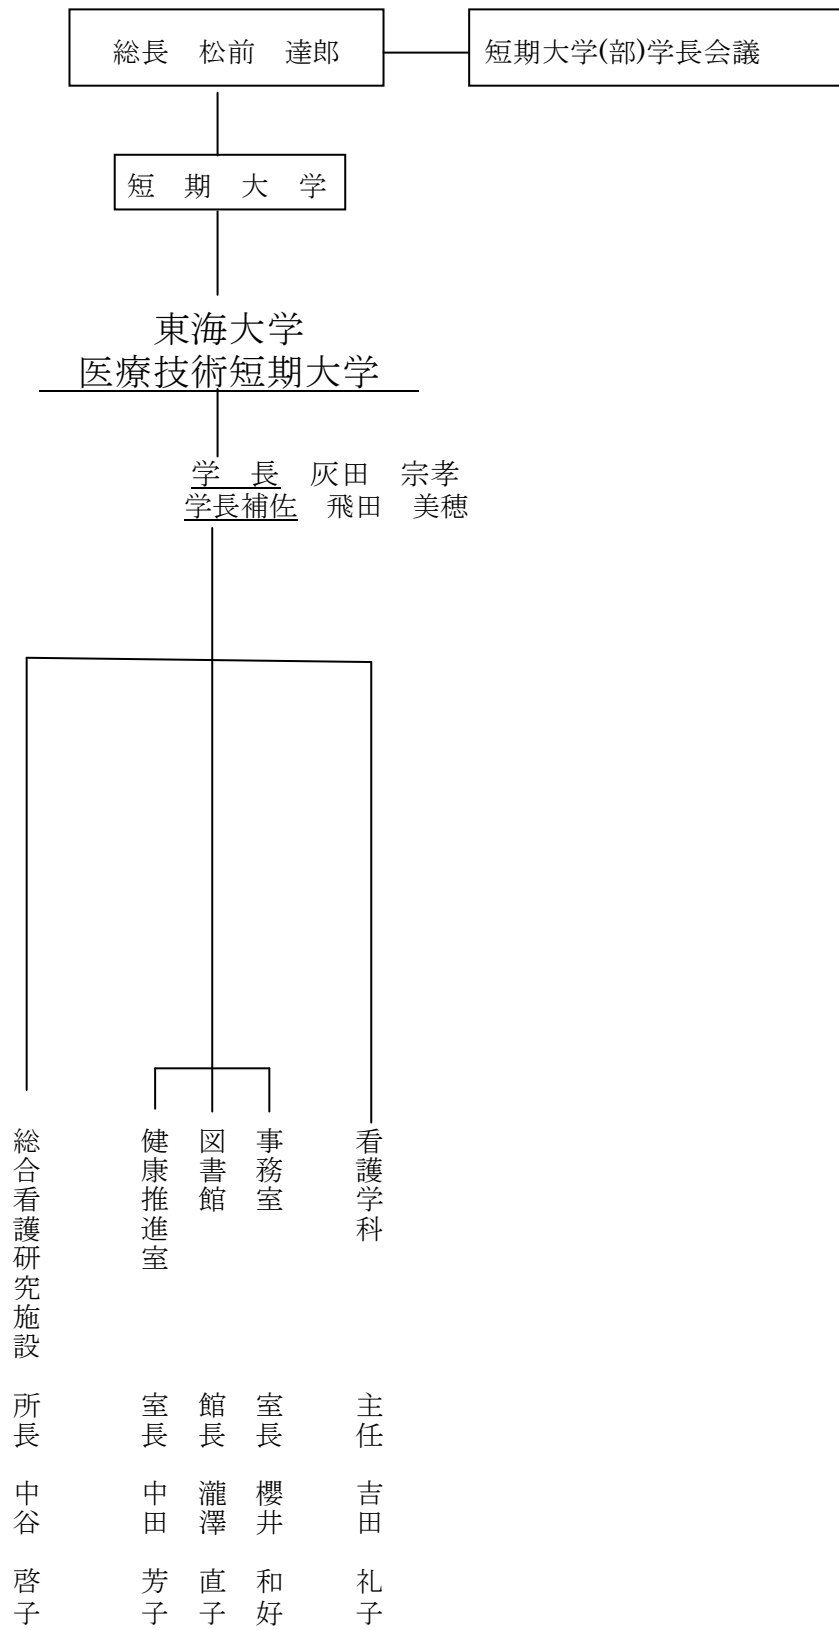 総長　松前　達郎
短期大学(部)学長会議
短　期　大　学
東海大学
医療技術短期大学
学　長　灰田　宗孝
学長補佐　飛田　美穂
看護学科　主任　吉田　礼子
事務室　室長　櫻井　和好
図書館　館長　瀧澤　直子
健康推進室　室長　中田　芳子
総合看護研究施設　所長　中谷　啓子